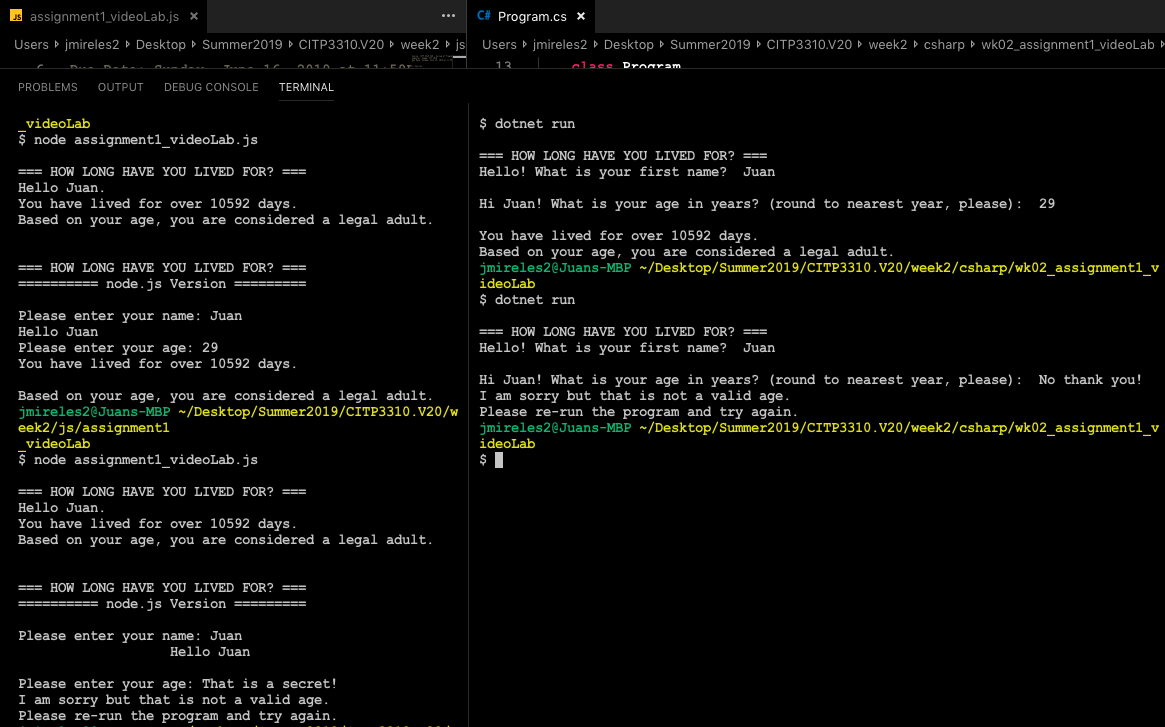 JS assignment1_videoLab.js × ···
Users › jmireles2 › Desktop › Summer2019 › CITP3310.V20 › week2 › js
PROBLEMS OUTPUT DEBUG CONSOLE TERMINAL
_videoLab
$ node assignment1_videoLab.js
=== HOW LONG HAVE YOU LIVED FOR? ===
Hello Juan.
You have lived for over 10592 days.
Based on your age, you are considered a legal adult.
=== HOW LONG HAVE YOU LIVED FOR? ===
========== node.js Version =========
Please enter your name: Juan
Hello Juan
Please enter your age: 29
You have lived for over 10592 days.
Based on your age, you are considered a legal adult.
jmireles2@Juans-MBP ~/Desktop/Summer2019/CITP3310.V20/w
eek2/js/assignment1
_videoLab
$ node assignment1_videoLab.js
=== HOW LONG HAVE YOU LIVED FOR? ===
Hello Juan.
You have lived for over 10592 days.
Based on your age, you are considered a legal adult.
=== HOW LONG HAVE YOU LIVED FOR? ===
========== node.js Version =========
Please enter your name: Juan
Hello Juan
Please enter your age: That is a secret!
I am sorry but that is not a valid age.
Please re-run the program and try again.
C# Program.cs ×
Users › jmireles2 › Desktop › Summer2019 › CITP3310.V20 › week2 › csharp › wk02_assignment1_videoLab ›
13 class Program
$ dotnet run
=== HOW LONG HAVE YOU LIVED FOR? ===
Hello! What is your first name?  Juan
Hi Juan! What is your age in years? (round to nearest year, please):  29
You have lived for over 10592 days.
Based on your age, you are considered a legal adult.
jmireles2@Juans-MBP ~/Desktop/Summer2019/CITP3310.V20/week2/csharp/wk02_assignment1_v
ideoLab
$ dotnet run
=== HOW LONG HAVE YOU LIVED FOR? ===
Hello! What is your first name?  Juan
Hi Juan! What is your age in years? (round to nearest year, please):  No thank you!
I am sorry but that is not a valid age.
Please re-run the program and try again.
jmireles2@Juans-MBP ~/Desktop/Summer2019/CITP3310.V20/week2/csharp/wk02_assignment1_v
ideoLab
$